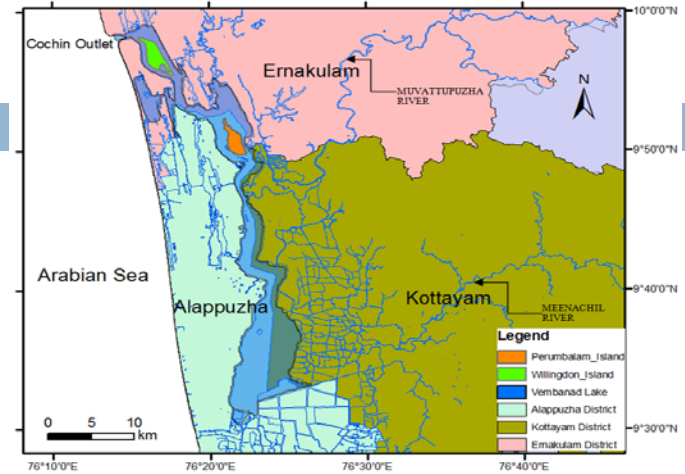 10°0'0"N
Cochin Outlet
Ernakulam
N
MUVATTUPUZHA
RIVER
9°50'0"N
Arabian Sea
Alappuzha
Kottayam
9°40'0"N
MEENACHIL
RIVER
Legend
Perumbalam_Island
Willingdon_Island
Vembanad Lake
Alappuzha District
Kottayam District
Ernakulam District
0 5 10
km
9°30'0"N
76°10'0"E 76°20'0"E 76°30'0"E 76°40'0"E